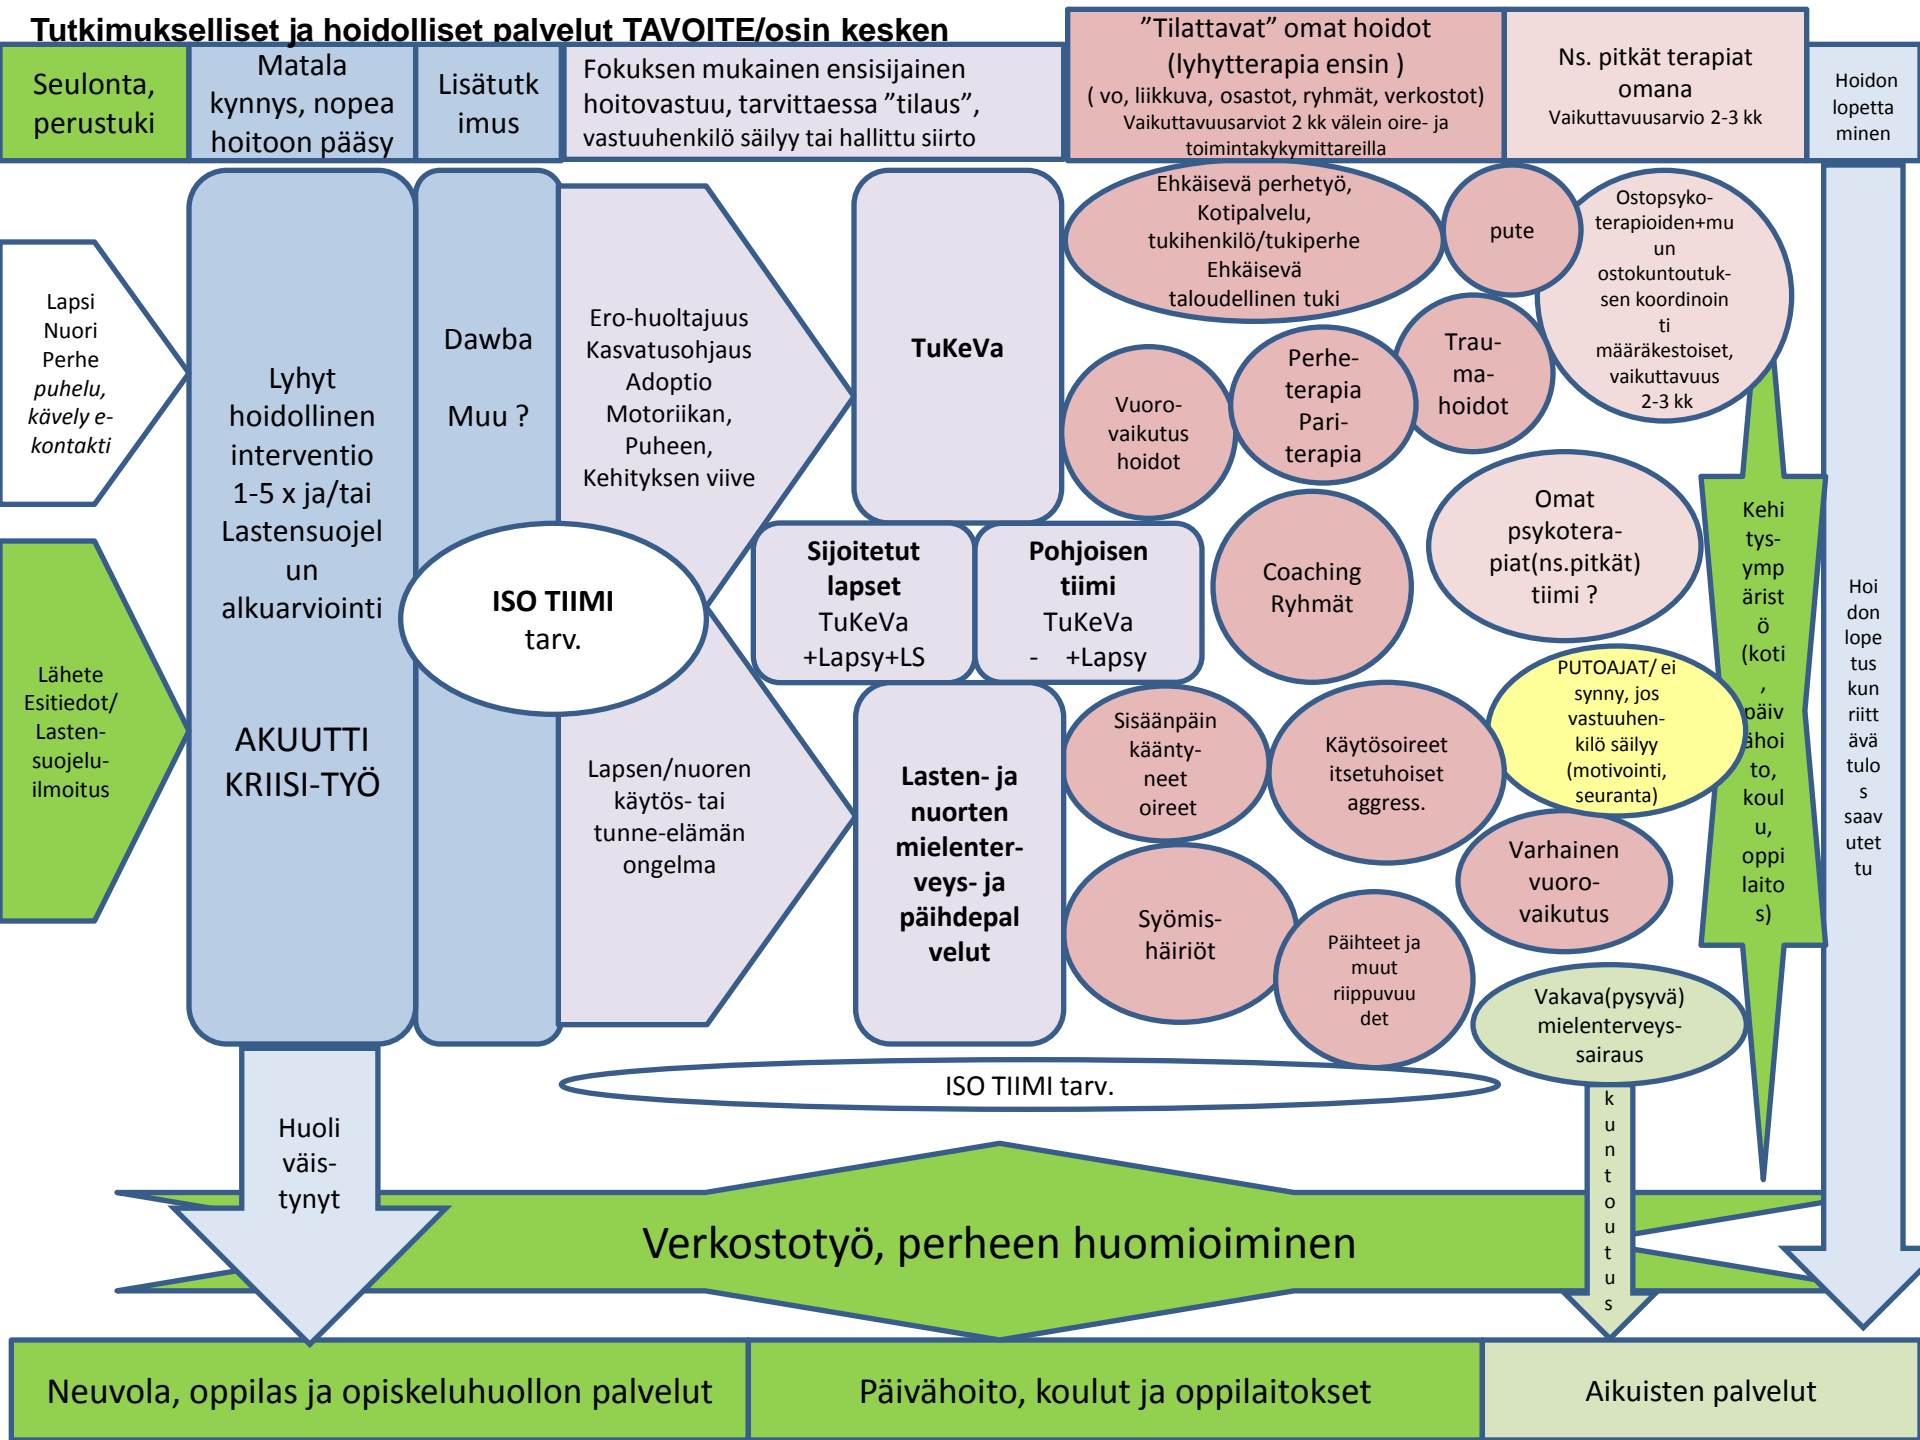 Tutkimukselliset ja hoidolliset palvelut TAVOITE/osin kesken
Seulonta,
perustuki
Matala
kynnys, nopea
hoitoon pääsy
Lisätutk
imus
Fokuksen mukainen ensisijainen
hoitovastuu, tarvittaessa ”tilaus”,
vastuuhenkilö säilyy tai hallittu siirto
”Tilattavat” omat hoidot
(lyhytterapia ensin )
( vo, liikkuva, osastot, ryhmät, verkostot)
Vaikuttavuusarviot 2 kk välein oire- ja
toimintakykymittareilla
Ns. pitkät terapiat
omana
Vaikuttavuusarvio 2-3 kk
Hoidon
lopetta
minen
Lapsi
Nuori
Perhe
puhelu,
kävely e-
kontakti
Lähete
Esitiedot/
Lasten-
suojelu-
ilmoitus
Lyhyt
hoidollinen
interventio
1-5 x ja/tai
Lastensuojel
un
alkuarviointi
AKUUTTI
KRIISI-TYÖ
Dawba
Muu ?
Ero-huoltajuus
Kasvatusohjaus
Adoptio
Motoriikan,
Puheen,
Kehityksen viive
ISO TIIMI
tarv.
Lapsen/nuoren
käytös- tai
tunne-elämän
ongelma
TuKeVa
Sijoitetut
lapset
TuKeVa
+Lapsy+LS
Pohjoisen
tiimi
TuKeVa
- +Lapsy
Lasten- ja
nuorten
mielenter-
veys- ja
päihdepal
velut
Ehkäisevä perhetyö,
Kotipalvelu,
tukihenkilö/tukiperhe
Ehkäisevä
taloudellinen tuki
pute
Ostopsyko-
terapioiden+mu
un
ostokuntoutuk-
sen koordinoin
ti
määräkestoiset,
vaikuttavuus
2-3 kk
Vuoro-
vaikutus
hoidot
Perhe-
terapia
Pari-
terapia
Trau-
ma-
hoidot
Coaching
Ryhmät
Omat
psykotera-
piat(ns.pitkät)
tiimi ?
Sisäänpäin
käänty-
neet
oireet
Käytösoireet
itsetuhoiset
aggress.
PUTOAJAT/ ei
synny, jos
vastuuhen-
kilö säilyy
(motivointi,
seuranta)
Syömis-
häiriöt
Päihteet ja
muut
riippuvuu
det
Varhainen
vuoro-
vaikutus
Vakava(pysyvä)
mielenterveys-
sairaus
Kehi
tys-
ymp
ärist
ö
(koti
,
päiv
ähoi
to,
koul
u,
oppi
laito
s)
Hoi
don
lope
tus
kun
riitt
ävä
tulo
s
saav
utet
tu
ISO TIIMI tarv.
k
u
n
t
o
u
t
u
s
Huoli
väis-
tynyt
Verkostotyö, perheen huomioiminen
Neuvola, oppilas ja opiskeluhuollon palvelut
Päivähoito, koulut ja oppilaitokset
Aikuisten palvelut